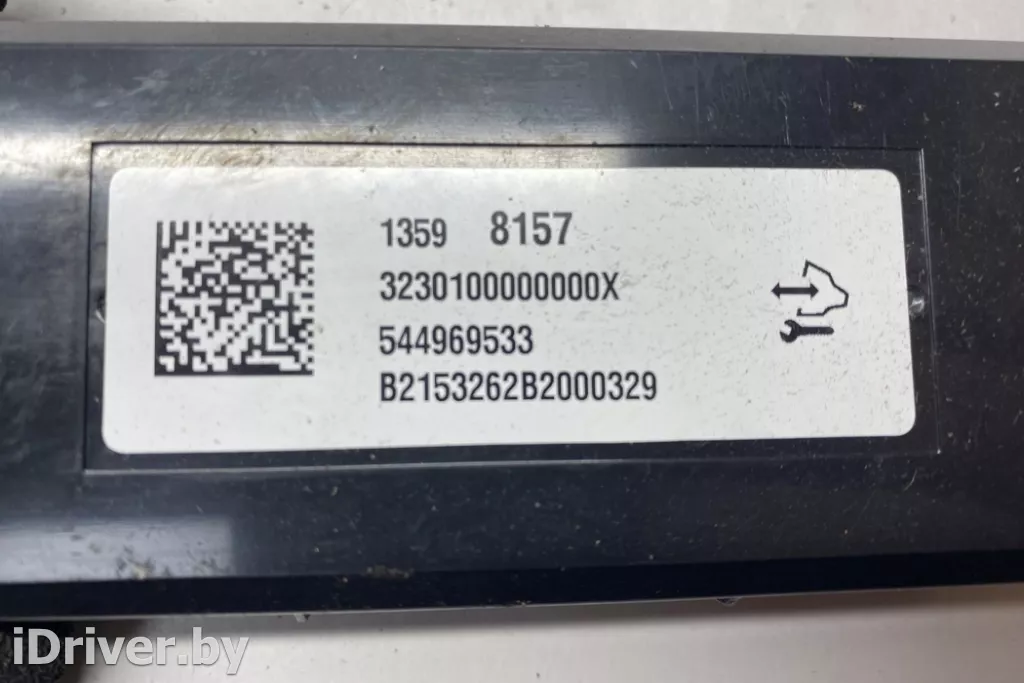 1359 8157
3230100000000X
544969533
B2153262B2000329
iDriver.by